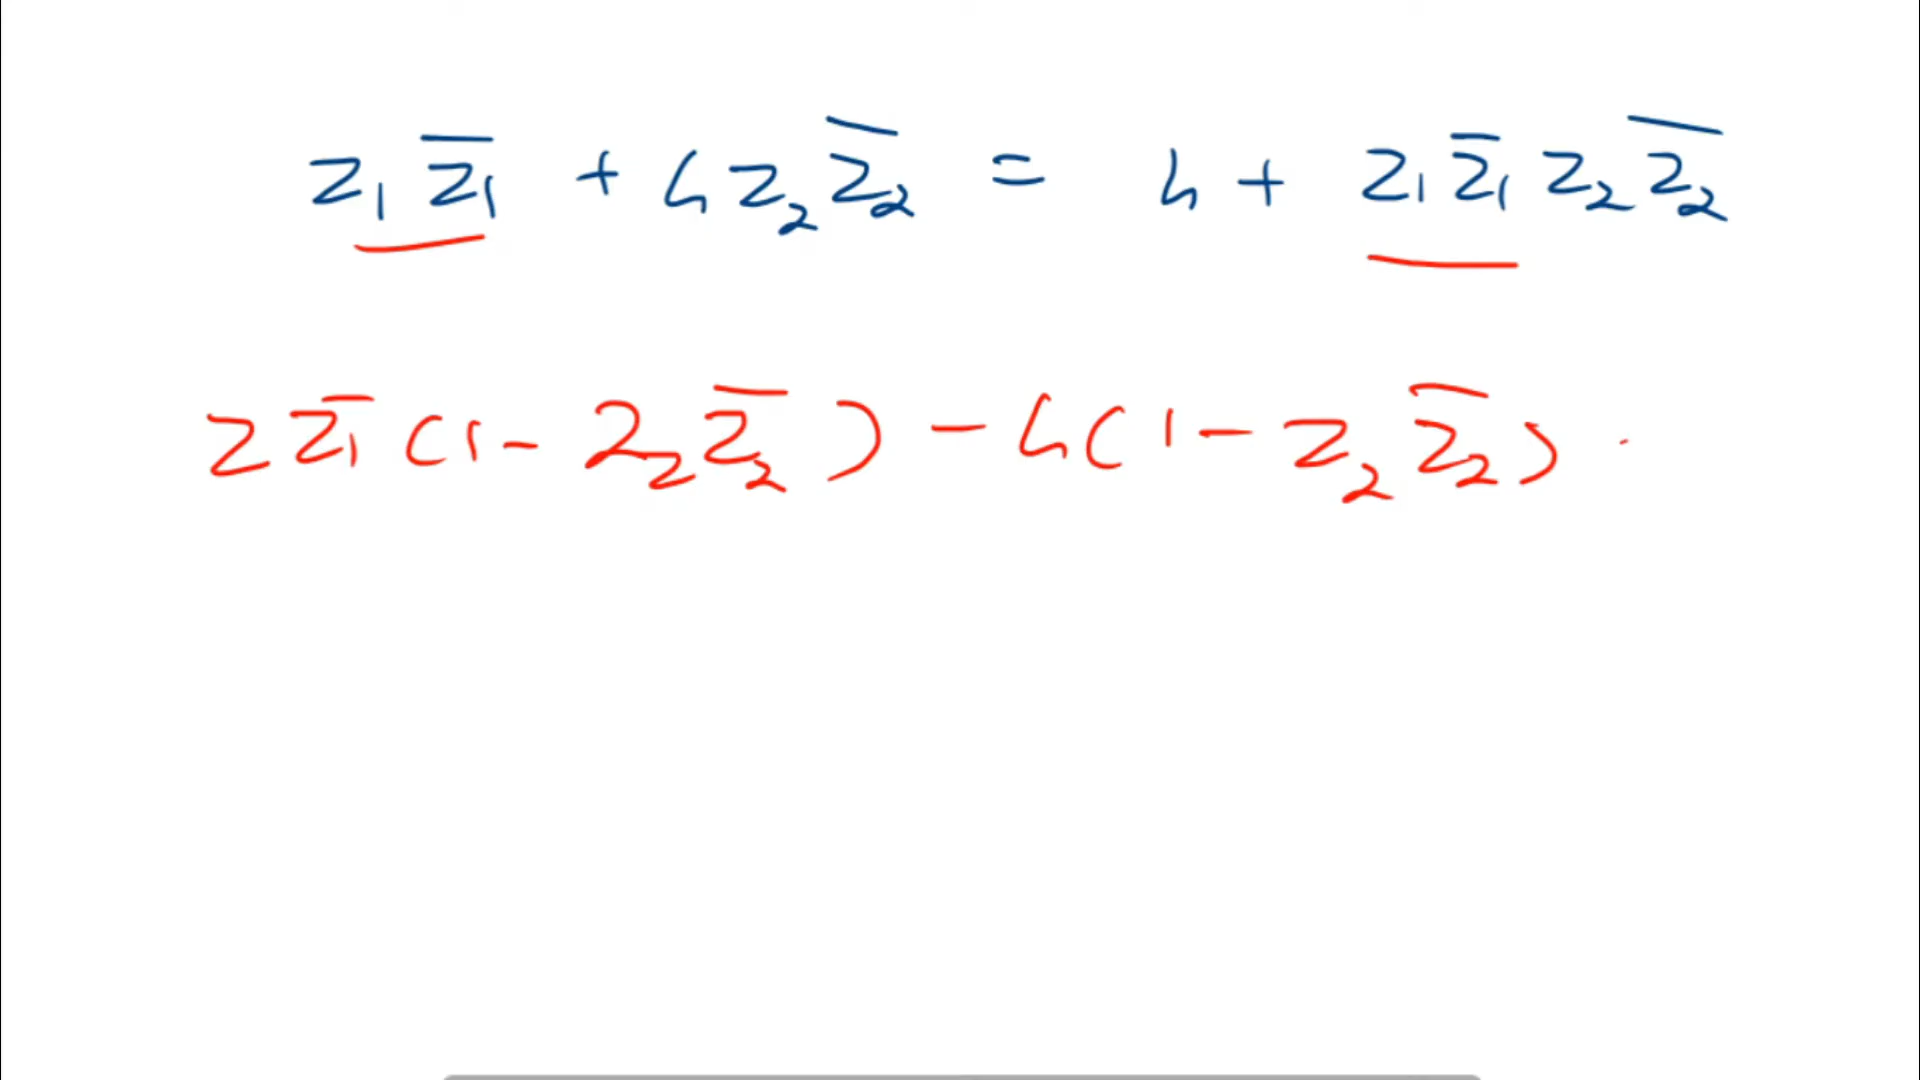 z₁z̅₁ + 4z₂z̅₂ = 4 + z₁z̅₁z₂z̅₂
zz̅₁(1 - z₂z̅₂) - 4(1 - z₂z̅₂)